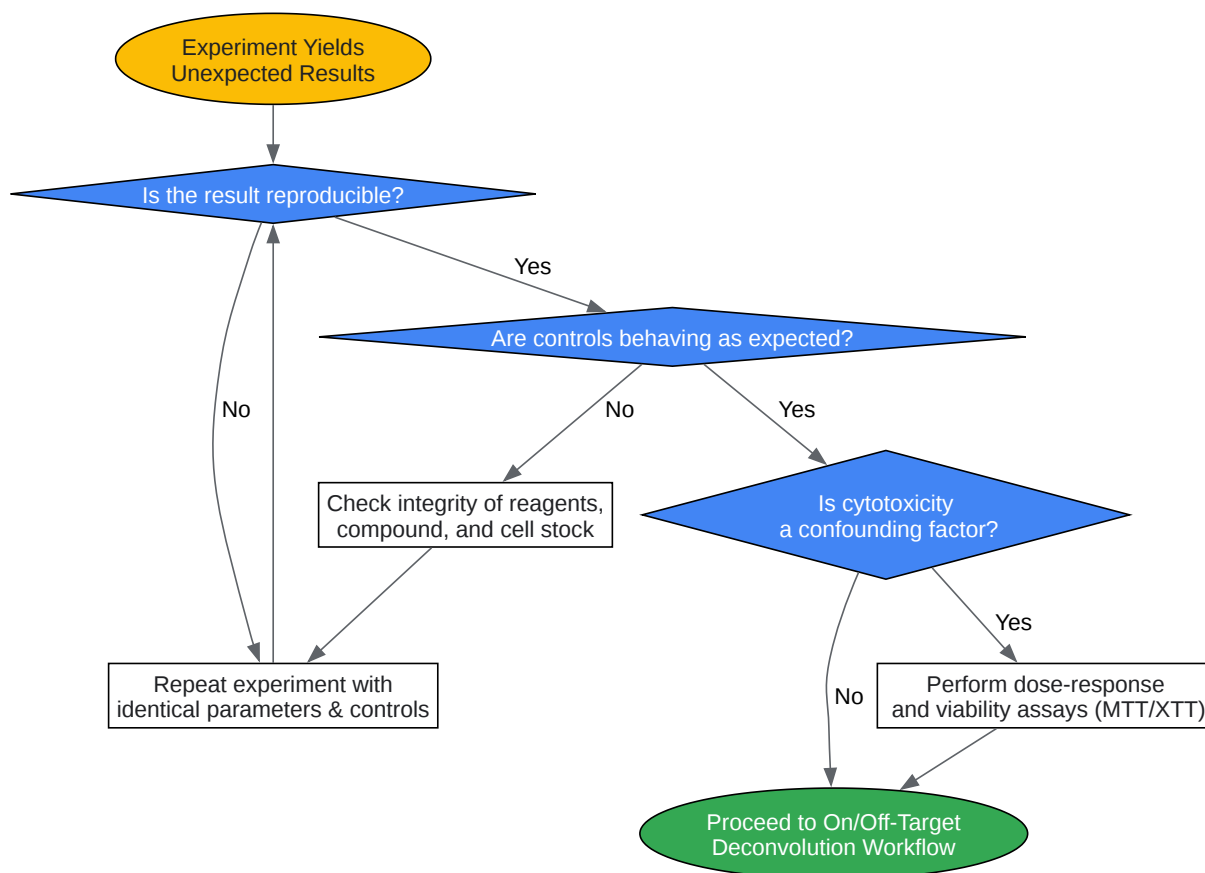 Experiment Yields
Unexpected Results
Is the result reproducible?
Yes
Are controls behaving as expected?
No
No
Yes
Check integrity of reagents,
compound, and cell stock
Is cytotoxicity
a confounding factor?
Yes
Repeat experiment with
identical parameters & controls
No
Perform dose-response
and viability assays (MTT/XTT)
Proceed to On/Off-Target
Deconvolution Workflow